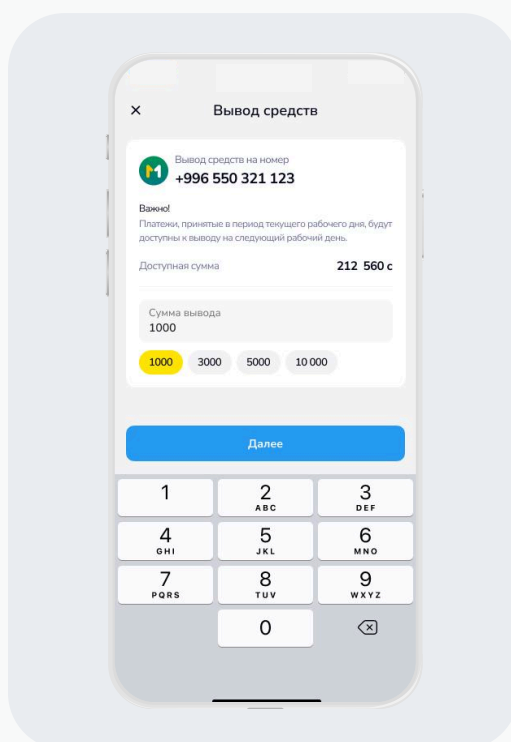 Вывод средств
Вывод средств на номер
+996 550 321 123
Важно!
Платежи, принятые в период текущего рабочего дня, будут
доступны к выводу на следующий рабочий день.
Доступная сумма 212 560 с
Сумма вывода
1000
1000 3000 5000 10 000
Далее
1 2 3
ABC DEF
4 5 6
GHI JKL MNO
7 8 9
PQRS TUV WXYZ
0